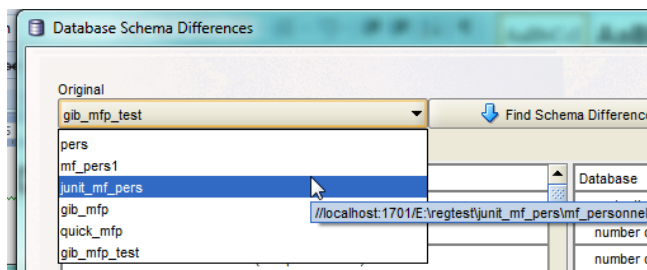 Database Schema Differences
Original
gib_mfp_test
Find Schema Difference
pers
mf_pers1
junit_mf_pers
gib_mfp
quick_mfp
gib_mfp_test
Database
//localhost:1701/E:\regtest\junit_mf_pers\mf_personnel
number
number